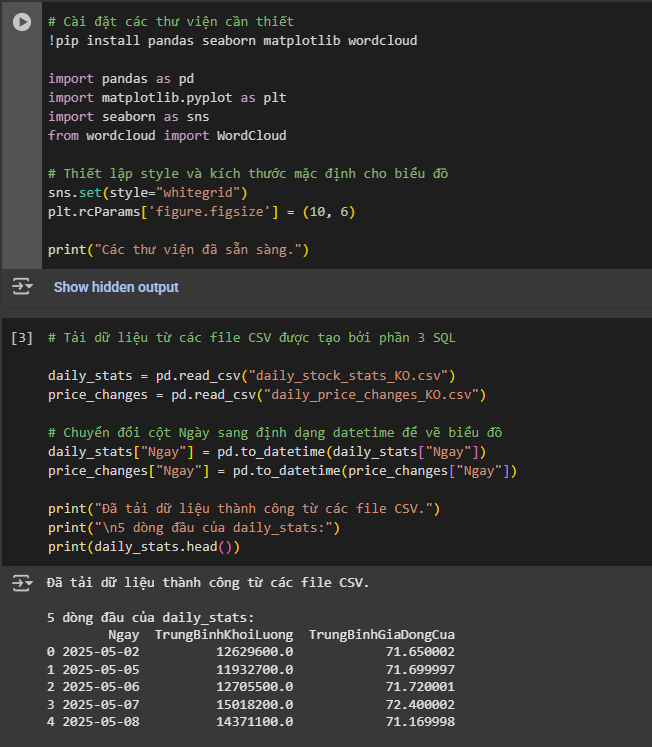 # Cài đặt các thư viện cần thiết
!pip install pandas seaborn matplotlib wordcloud
import pandas as pd
import matplotlib.pyplot as plt
import seaborn as sns
from wordcloud import WordCloud
# Thiết lập style và kích thước mặc định cho biểu đồ
sns.set(style="whitegrid")
plt.rcParams['figure.figsize'] = (10, 6)
print("Các thư viện đã sẵn sàng.")
Show hidden output
[3] # Tải dữ liệu từ các file CSV được tạo bởi phần 3 SQL
daily_stats = pd.read_csv("daily_stock_stats_KO.csv")
price_changes = pd.read_csv("daily_price_changes_KO.csv")
# Chuyển đổi cột Ngày sang định dạng datetime để vẽ biểu đồ
daily_stats["Ngay"] = pd.to_datetime(daily_stats["Ngay"])
price_changes["Ngay"] = pd.to_datetime(price_changes["Ngay"])
print("Đã tải dữ liệu thành công từ các file CSV.")
print("\n5 dòng đầu của daily_stats:")
print(daily_stats.head())
Đã tải dữ liệu thành công từ các file CSV.
5 dòng đầu của daily_stats:
Ngay TrungBinhKhoiLuong TrungBinhGiaDongCua
0 2025-05-02 12629600.0 71.650002
1 2025-05-05 11932700.0 71.699997
2 2025-05-06 12705500.0 71.720001
3 2025-05-07 15018200.0 72.400002
4 2025-05-08 14371100.0 71.169998